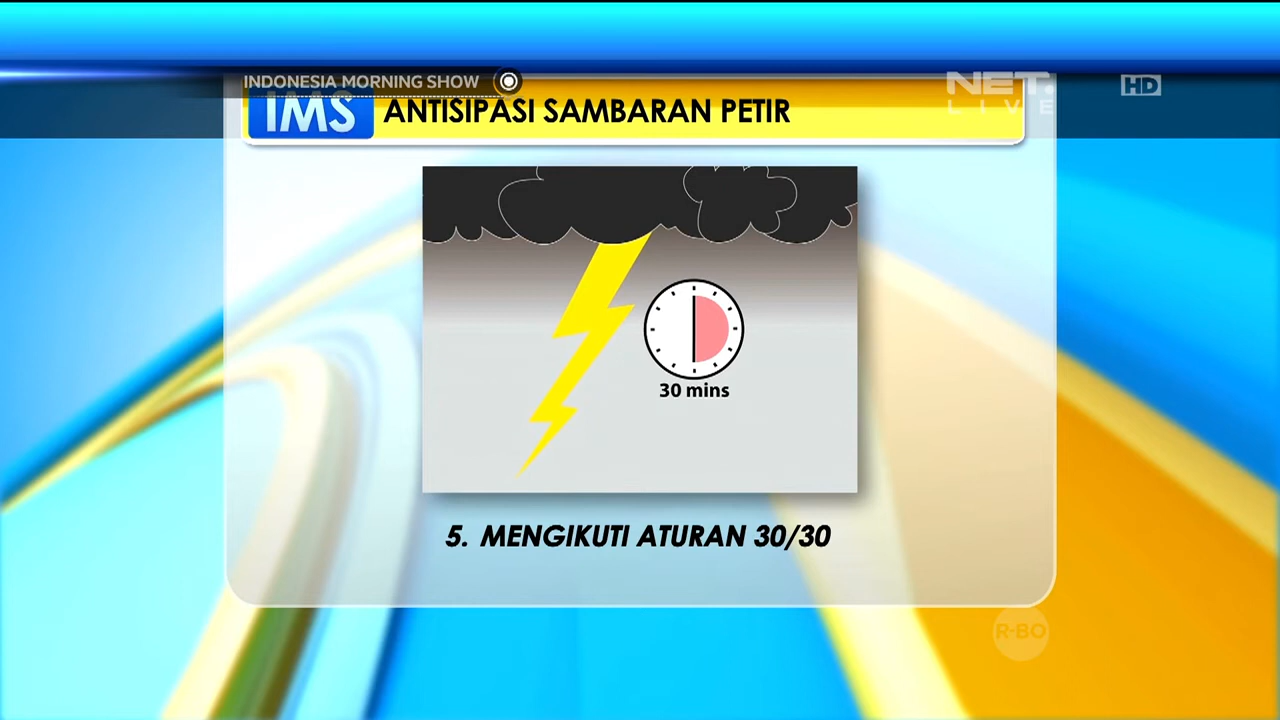 INDONESIA MORNING SHOW
NET.
LIVE
HD
IMS ANTISIPASI SAMBARAN PETIR
30 mins
5. MENGIKUTI ATURAN 30/30
R-BO